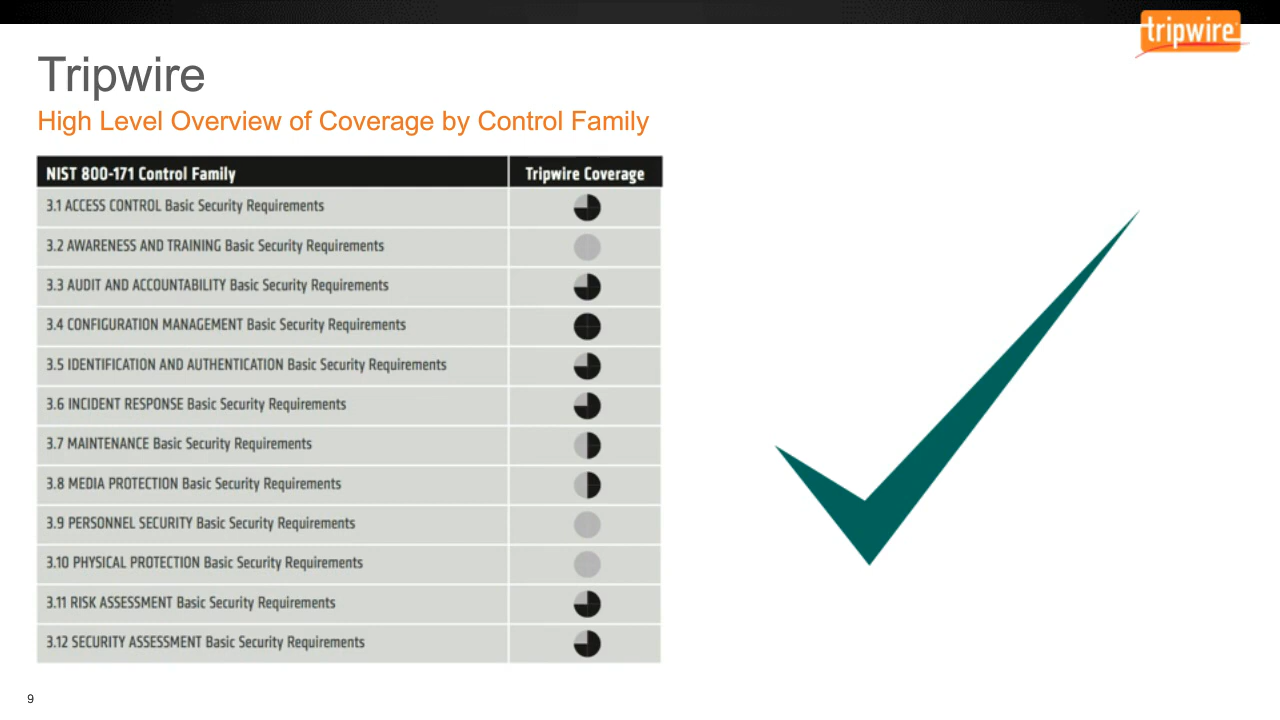 tripwire
Tripwire
High Level Overview of Coverage by Control Family
NIST 800-171 Control Family Tripwire Coverage
3.1 ACCESS CONTROL Basic Security Requirements
3.2 AWARENESS AND TRAINING Basic Security Requirements
3.3 AUDIT AND ACCOUNTABILITY Basic Security Requirements
3.4 CONFIGURATION MANAGEMENT Basic Security Requirements
3.5 IDENTIFICATION AND AUTHENTICATION Basic Security Requirements
3.6 INCIDENT RESPONSE Basic Security Requirements
3.7 MAINTENANCE Basic Security Requirements
3.8 MEDIA PROTECTION Basic Security Requirements
3.9 PERSONNEL SECURITY Basic Security Requirements
3.10 PHYSICAL PROTECTION Basic Security Requirements
3.11 RISK ASSESSMENT Basic Security Requirements
3.12 SECURITY ASSESSMENT Basic Security Requirements
9